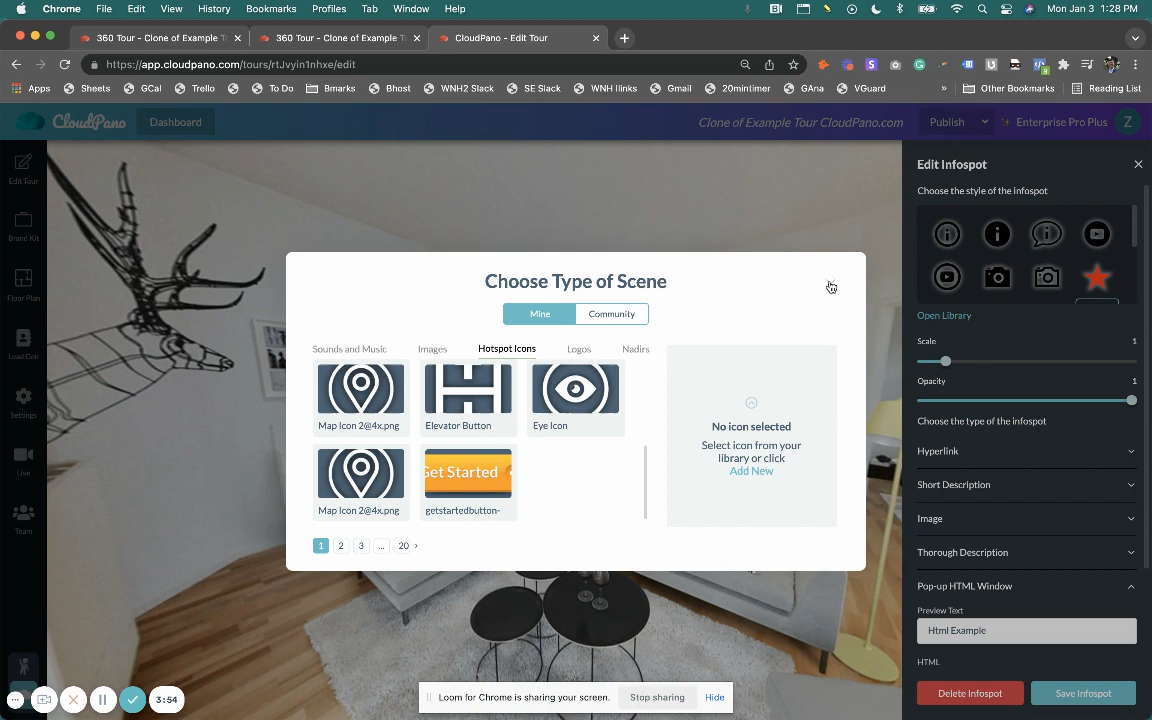 Chrome File Edit View History Bookmarks Profiles Tab Window Help Mon Jan 3 1:28 PM
360 Tour - Clone of Example T 360 Tour - Clone of Example T CloudPano - Edit Tour
https://app.cloudpano.com/tours/rtJvyin1nhxe/edit
Apps Sheets GCal Trello To Do Bmarks Bhost WNH2 Slack SE Slack WNH llinks Gmail 20mintimer GAna VGuard » Other Bookmarks Reading List
CloudPano Dashboard Clone of Example Tour CloudPano.com Publish Enterprise Pro Plus Z
Edit Tour
Brand Kit
Floor Plan
Lead Gen
Settings
Live
Team
Choose Type of Scene
Mine Community
Sounds and Music Images Hotspot Icons Logos Nadirs
Map Icon 2@4x.png Elevator Button Eye Icon
Get Started
Map Icon 2@4x.png getstartedbutton-
No icon selected
Select icon from your
library or click
Add New
1 2 3 ... 20 ›
Edit Infospot
Choose the style of the infospot
Open Library
Scale 1
Opacity 1
Choose the type of the infospot
Hyperlink
Short Description
Image
Thorough Description
Pop-up HTML Window
Preview Text
Html Example
HTML
Delete Infospot Save Infospot
3:54
Loom for Chrome is sharing your screen. Stop sharing Hide